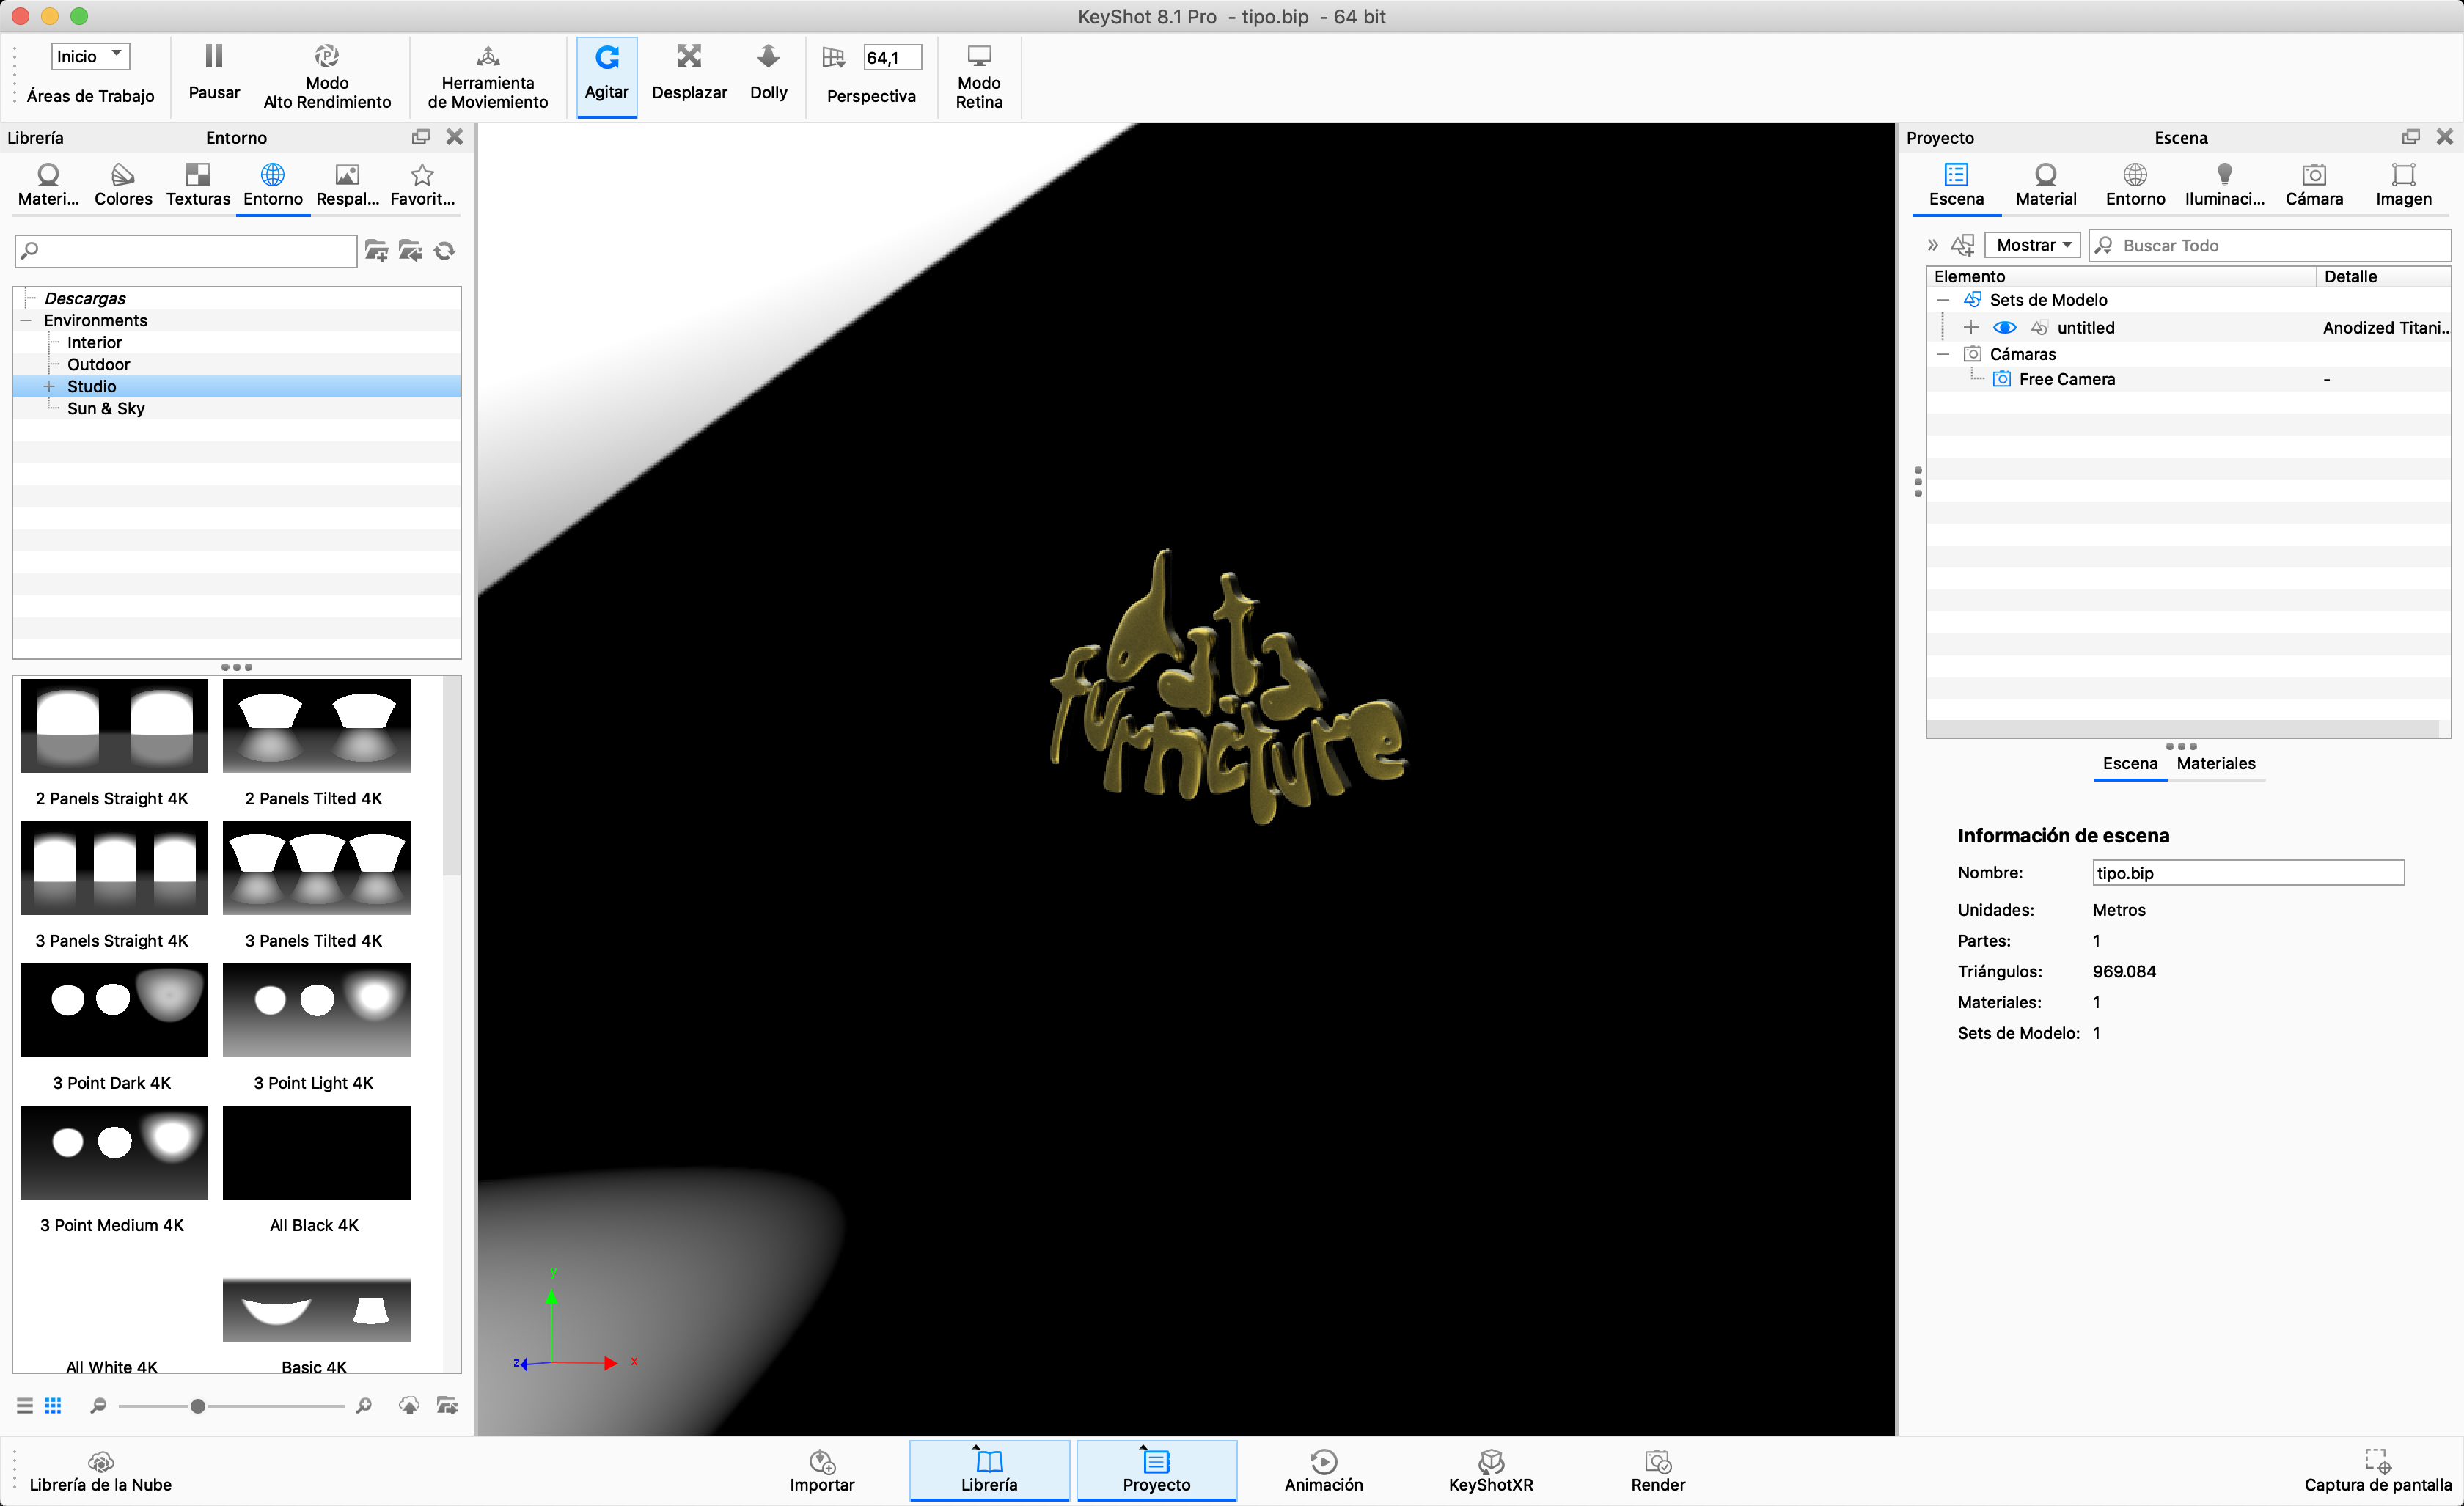 KeyShot 8.1 Pro - tipo.bip - 64 bit
Inicio
Áreas de Trabajo
Pausar
Modo
Alto Rendimiento
Herramienta
de Moviemiento
Agitar
Desplazar
Dolly
64,1
Perspectiva
Modo
Retina
Librería
Entorno
Materi...
Colores
Texturas
Entorno
Respal...
Favorit...
Descargas
Environments
Interior
Outdoor
Studio
Sun & Sky
2 Panels Straight 4K
2 Panels Tilted 4K
3 Panels Straight 4K
3 Panels Tilted 4K
3 Point Dark 4K
3 Point Light 4K
3 Point Medium 4K
All Black 4K
All White 4K
Basic 4K
y
z
x
Proyecto
Escena
Escena
Material
Entorno
Iluminaci...
Cámara
Imagen
Mostrar
Buscar Todo
Elemento
Detalle
Sets de Modelo
untitled
Anodized Titani..
Cámaras
Free Camera
-
Escena
Materiales
Información de escena
Nombre:
tipo.bip
Unidades:
Metros
Partes:
1
Triángulos:
969.084
Materiales:
1
Sets de Modelo:
1
Librería de la Nube
Importar
Librería
Proyecto
Animación
KeyShotXR
Render
Captura de pantalla